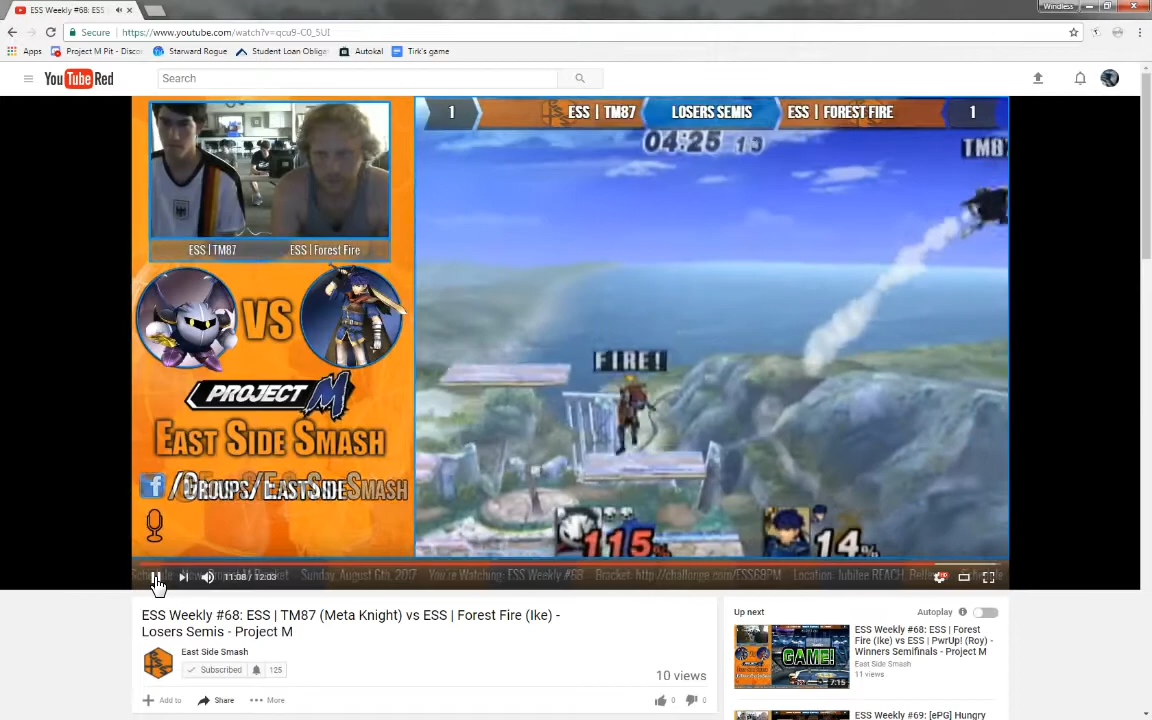 ESS Weekly #68: ESS |
Windless
Secure
https://www.youtube.com/watch?v=qcu9-C0_5UI
Apps
Project M Pit - Disco
Starward Rogue
Student Loan Obliga
Autokal
Tirk's game
YouTube Red
Search
1
ESS | TM87
LOSERS SEMIS
ESS | FOREST FIRE
1
04:25 13
TM87
ESS | TM87
ESS | Forest Fire
VS
FIRE!
PROJECT M
EAST SIDE SMASH
/GROUPS/EASTSIDESMASH
115%
14%
11:08 / 12:03
Sunday, August 6th, 2017
You're Watching: ESS Weekly #68
Bracket: http://challonge.com/ESS68PM
Location: Jubilee REACH,
ESS Weekly #68: ESS | TM87 (Meta Knight) vs ESS | Forest Fire (Ike) -
Losers Semis - Project M
East Side Smash
Subscribed
125
10 views
Add to
Share
More
0
0
Up next
Autoplay
GAME!
7:15
ESS Weekly #68: ESS | Forest
Fire (Ike) vs ESS | PwrUp! (Roy) -
Winners Semifinals - Project M
East Side Smash
11 views
ESS Weekly #69: [ePG] Hungry